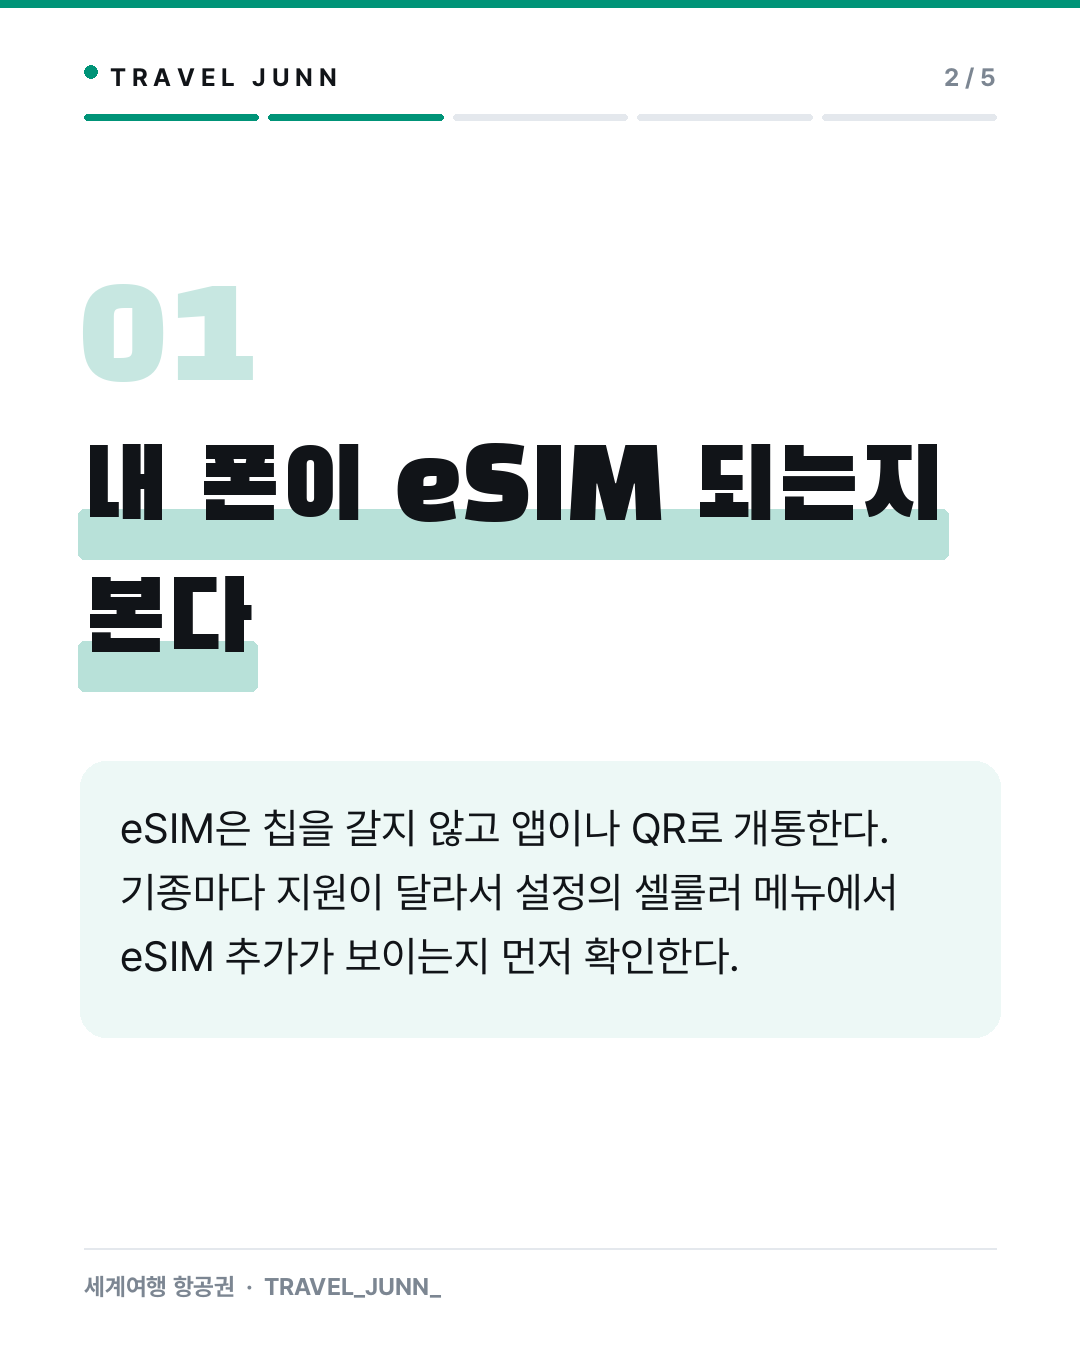 TRAVEL JUNN
2 / 5
01
내 폰이 eSIM 되는지
본다
eSIM은 칩을 갈지 않고 앱이나 QR로 개통한다.
기종마다 지원이 달라서 설정의 셀룰러 메뉴에서
eSIM 추가가 보이는지 먼저 확인한다.
세계여행 항공권 · TRAVEL_JUNN_